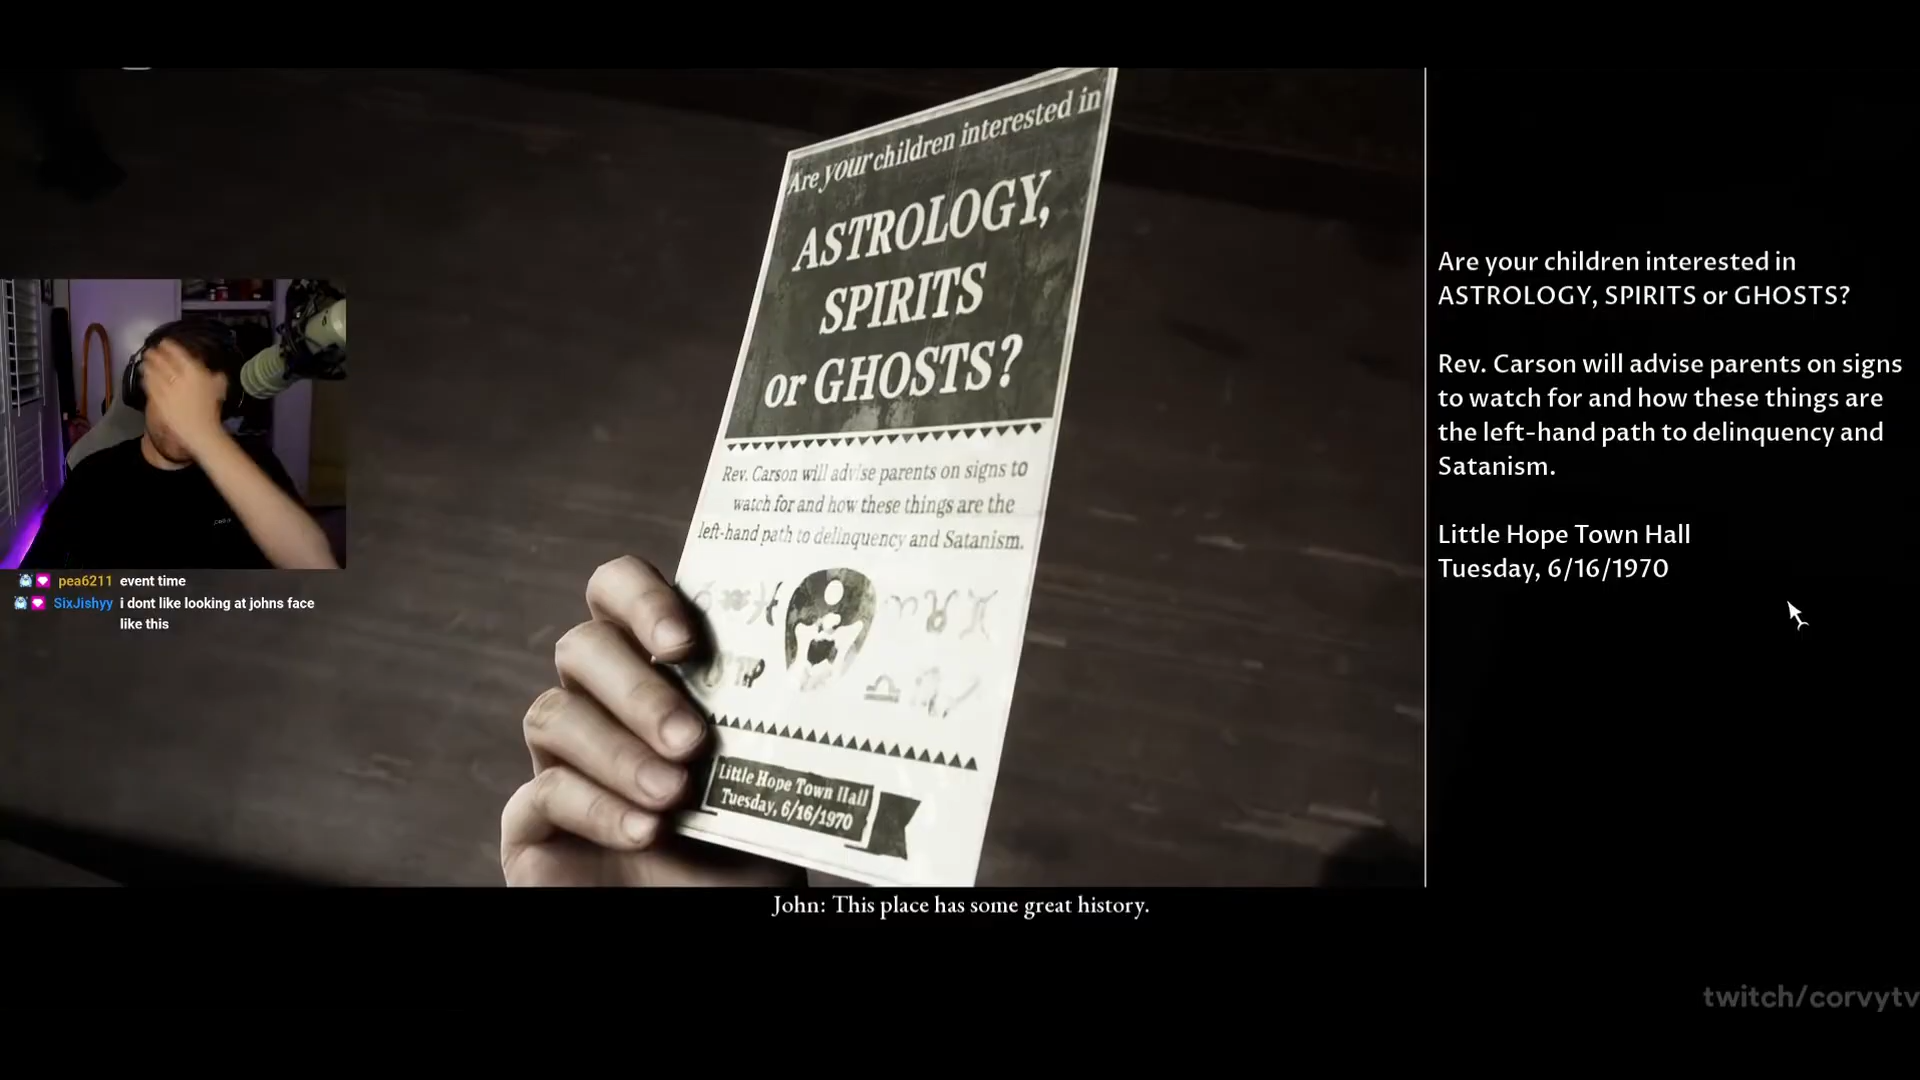 Are your children interested in
ASTROLOGY,
SPIRITS
or GHOSTS?
Rev. Carson will advise parents on signs to
watch for and how these things are the
left-hand path to delinquency and Satanism.
Little Hope Town Hall
Tuesday, 6/16/1970
Are your children interested in
ASTROLOGY, SPIRITS or GHOSTS?
Rev. Carson will advise parents on signs
to watch for and how these things are
the left-hand path to delinquency and
Satanism.
Little Hope Town Hall
Tuesday, 6/16/1970
pea6211 event time
SixJishyy i dont like looking at johns face
like this
John: This place has some great history.
twitch/corvytv